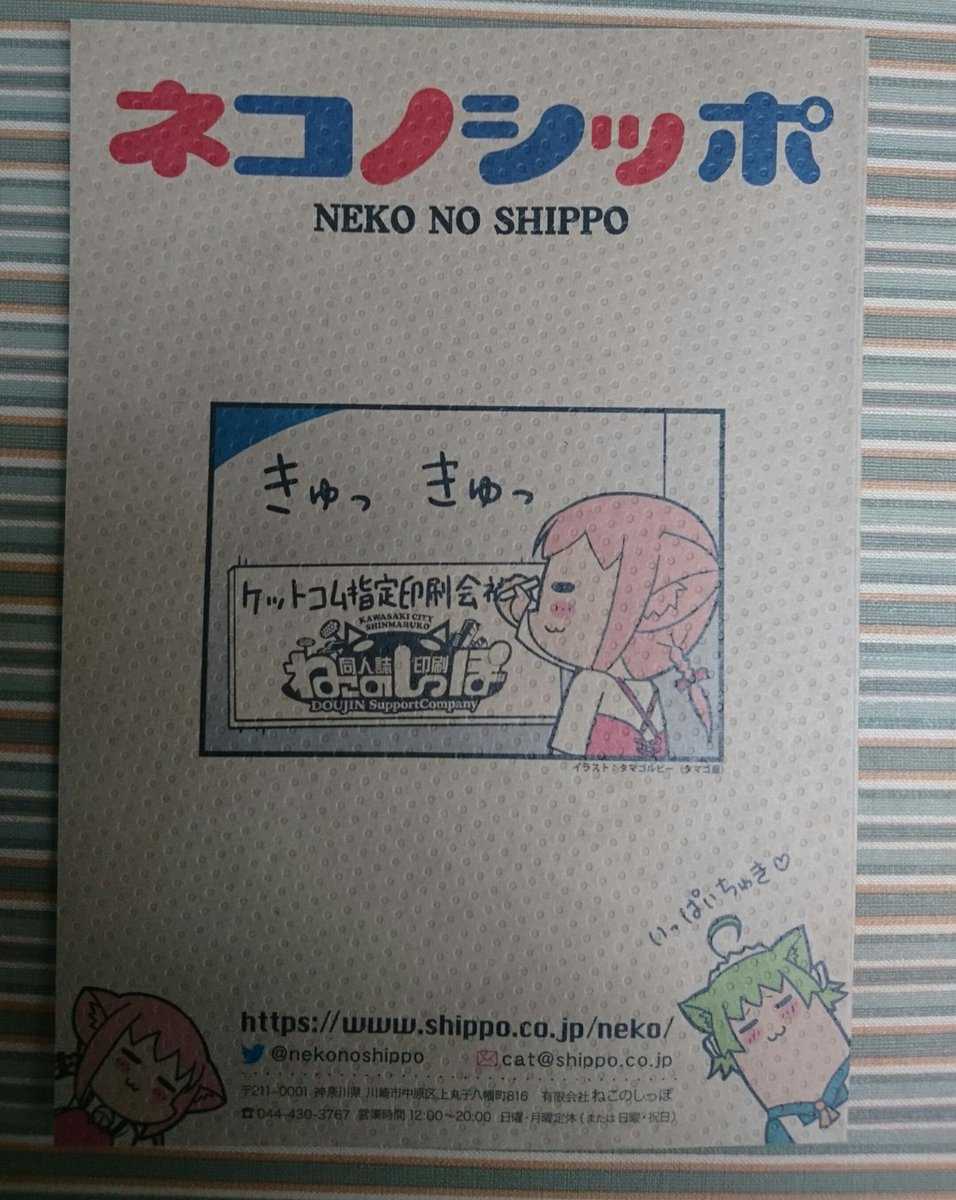 ネコノシッポ
NEKO NO SHIPPO
きゅっ きゅっ
ケットコム指定印刷会社
KAWASAKI CITY
SHINMARUKO
同人誌 印刷
ねこのしっぽ
DOUJIN SupportCompany
イラスト：タマゴルビー（タマゴ屋）
いっぱいちゅき♡
https://www.shippo.co.jp/neko/
@nekonoshippo cat@shippo.co.jp
〒211-0001 神奈川県 川崎市中原区上丸子八幡町816 有限会社 ねこのしっぽ
☎044-430-3767 営業時間 12:00〜20:00 日曜・月曜定休（または日曜・祝日）